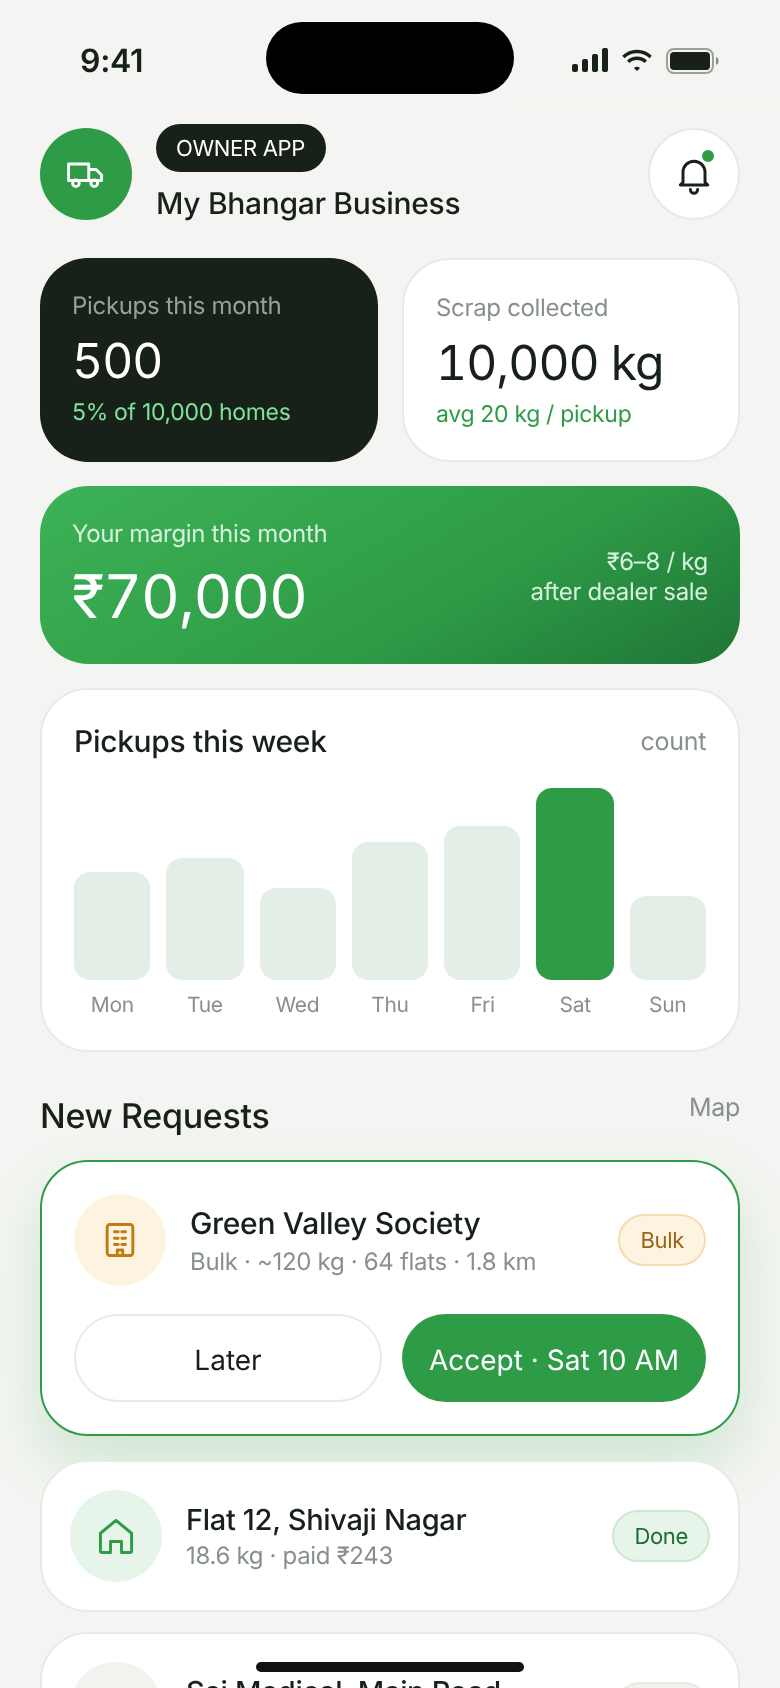 9:41
OWNER APP
My Bhangar Business
Pickups this month
500
5% of 10,000 homes
Scrap collected
10,000 kg
avg 20 kg / pickup
Your margin this month
₹70,000
₹6–8 / kg
after dealer sale
Pickups this week
count
Mon Tue Wed Thu Fri Sat Sun
New Requests
Map
Green Valley Society
Bulk · ~120 kg · 64 flats · 1.8 km
Bulk
Later
Accept · Sat 10 AM
Flat 12, Shivaji Nagar
18.6 kg · paid ₹243
Done